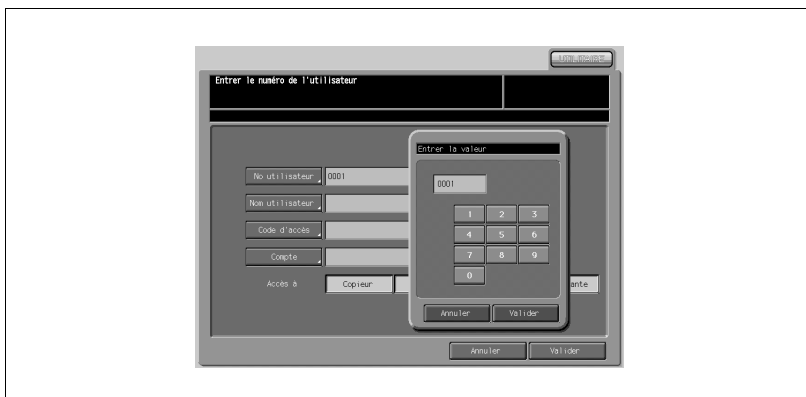 UTILITAIRES
Entrer le numéro de l'utilisateur
Entrer la valeur
No utilisateur
0001
0001
Nom utilisateur
Code d'accès
Compte
1 2 3
4 5 6
7 8 9
0
Accès à
Copieur
ante
Annuler Valider
Annuler Valider